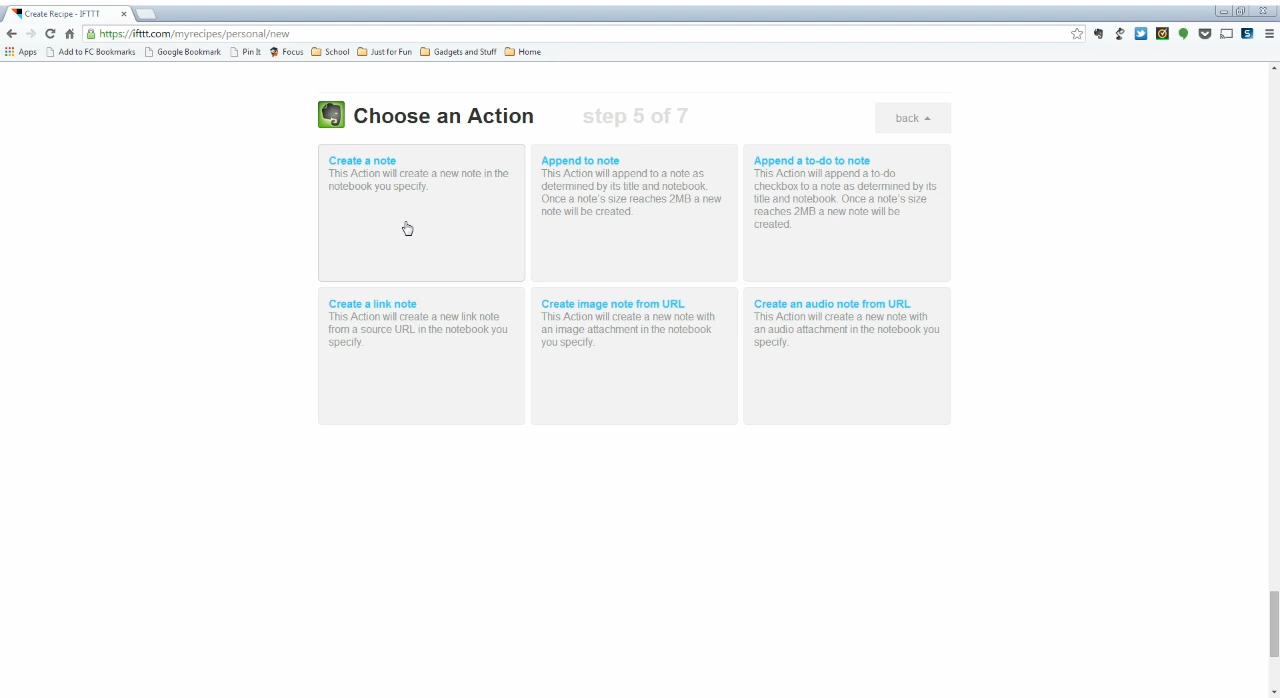 Create Recipe - IFTTT
https://ifttt.com/myrecipes/personal/new
Apps Add to FC Bookmarks Google Bookmark Pin It Focus School Just for Fun Gadgets and Stuff Home
Choose an Action step 5 of 7 back
Create a note
This Action will create a new note in the
notebook you specify.
Append to note
This Action will append to a note as
determined by its title and notebook.
Once a note's size reaches 2MB a new
note will be created.
Append a to-do to note
This Action will append a to-do
checkbox to a note as determined by its
title and notebook. Once a note's size
reaches 2MB a new note will be
created.
Create a link note
This Action will create a new link note
from a source URL in the notebook you
specify.
Create image note from URL
This Action will create a new note with
an image attachment in the notebook
you specify.
Create an audio note from URL
This Action will create a new note with
an audio attachment in the notebook you
specify.